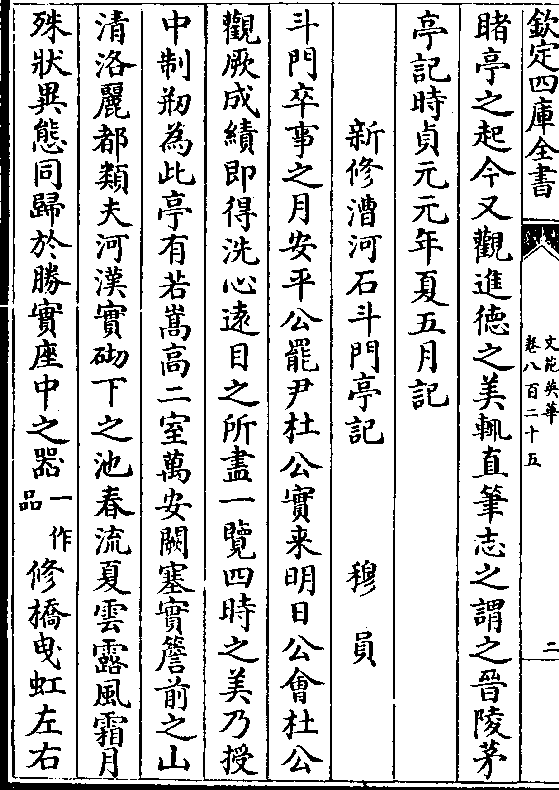 欽定四庫全書
文苑英華
卷八百二十五
二
睹亭之起今又觀進德之美輒直筆志之謂之晉陵茅
亭記時貞元元年夏五月記
新修漕河石斗門亭記 穆員
斗門卒事之月安平公罷尹杜公實来明日公會杜公
觀厥成績即得洗心遠目之所盡一覽四時之美乃授
中制剏為此亭有若嵩高二室萬安闕塞實簷前之山
清洛麗都類夫河漢實砌下之池春流夏雲露風霜月
殊狀異態同歸於勝實座中之器一作品修橋曳虹左右